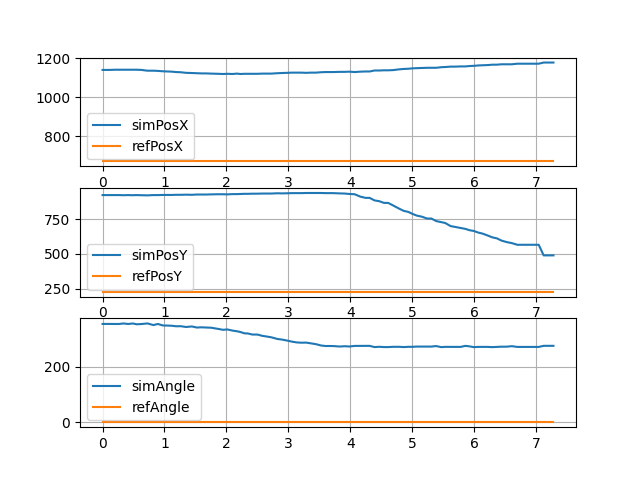 1200
1000
800
simPosX
refPosX
0 1 2 3 4 5 6 7
750
500
250
simPosY
refPosY
0 1 2 3 4 5 6 7
200
0
simAngle
refAngle
0 1 2 3 4 5 6 7